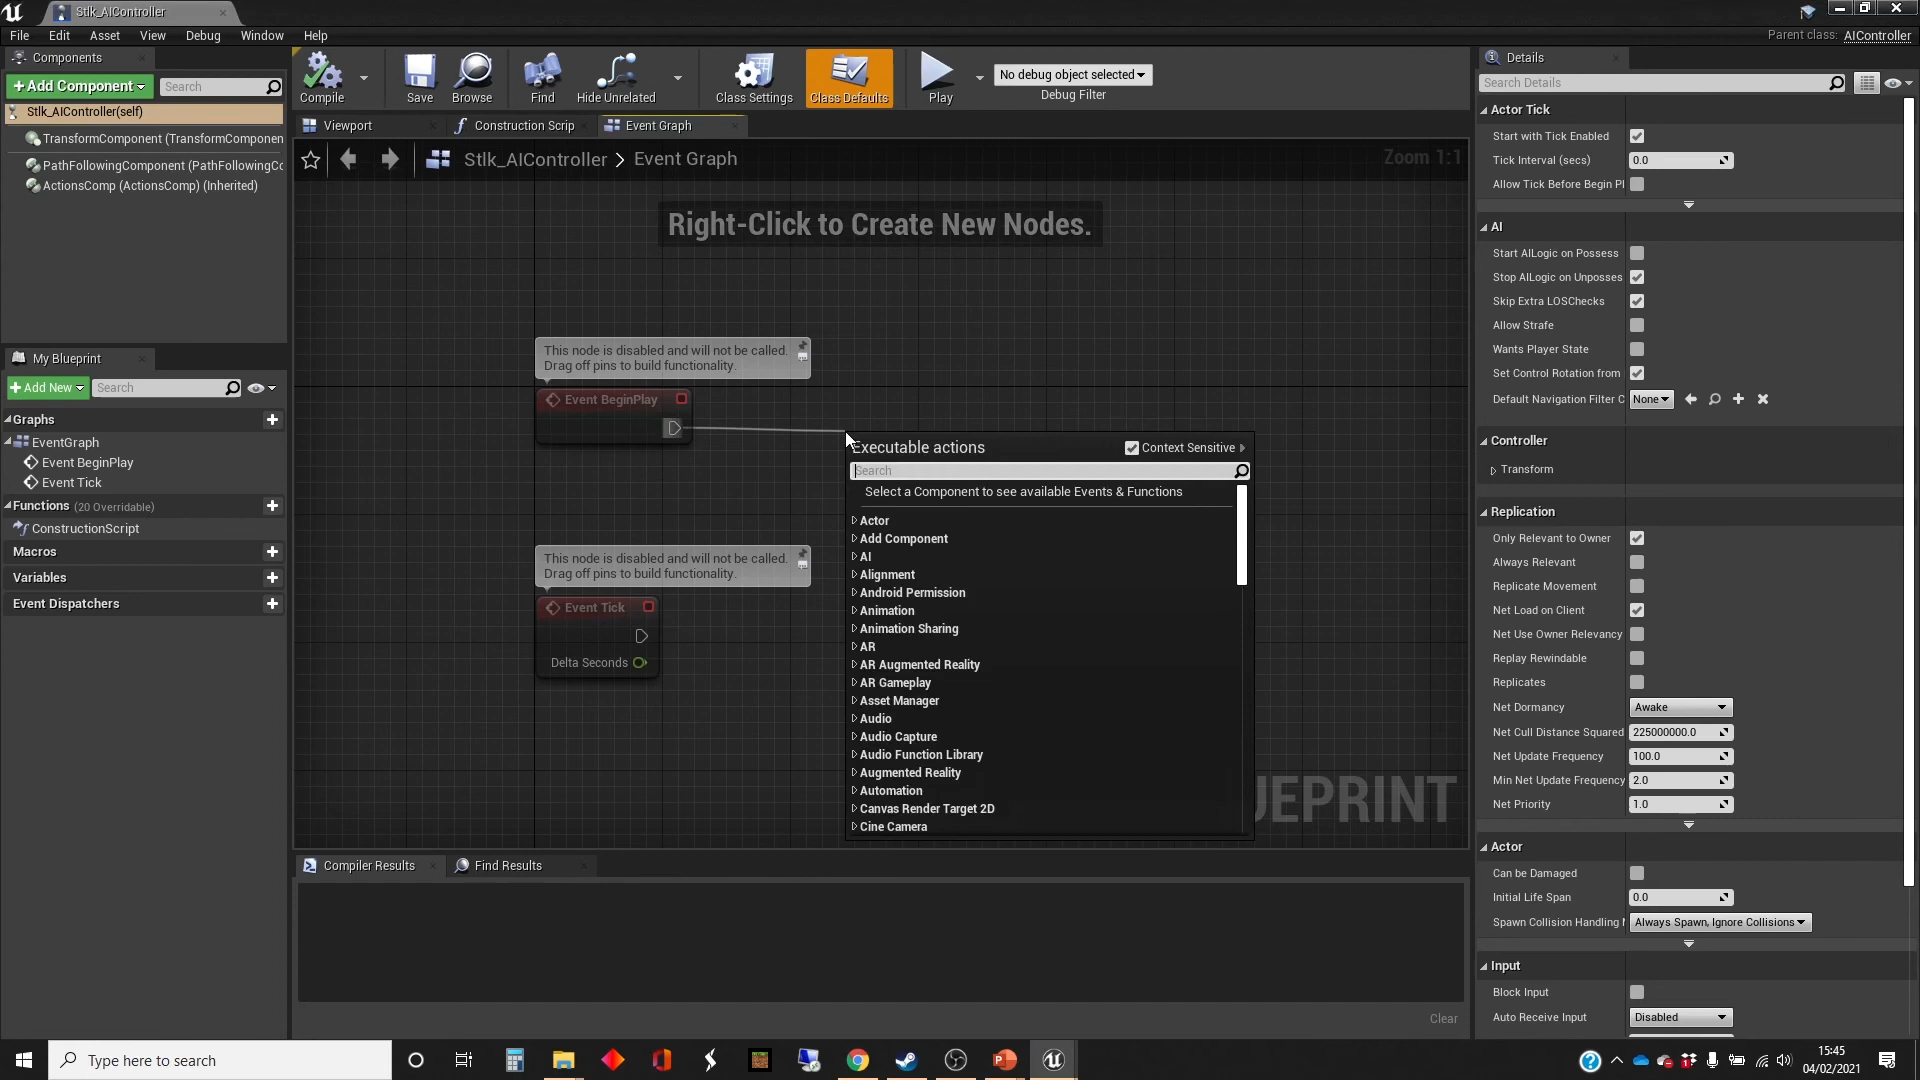 Stlk_AIController
File Edit Asset View Debug Window Help
Parent class: AIController
Components
+ Add Component
Search
Stlk_AIController(self)
TransformComponent (TransformComponen
PathFollowingComponent (PathFollowingCc
ActionsComp (ActionsComp) (Inherited)
My Blueprint
+ Add New
Search
Graphs
EventGraph
Event BeginPlay
Event Tick
Functions (20 Overridable)
ConstructionScript
Macros
Variables
Event Dispatchers
Compile
Save
Browse
Find
Hide Unrelated
Class Settings
Class Defaults
Play
No debug object selected
Debug Filter
Viewport
Construction Scrip
Event Graph
Stlk_AIController > Event Graph
Zoom 1:1
Right-Click to Create New Nodes.
This node is disabled and will not be called.
Drag off pins to build functionality.
Event BeginPlay
This node is disabled and will not be called.
Drag off pins to build functionality.
Event Tick
Delta Seconds
Executable actions
Context Sensitive
Search
Select a Component to see available Events & Functions
Actor
Add Component
AI
Alignment
Android Permission
Animation
Animation Sharing
AR
AR Augmented Reality
AR Gameplay
Asset Manager
Audio
Audio Capture
Audio Function Library
Augmented Reality
Automation
Canvas Render Target 2D
Cine Camera
UEPRINT
Compiler Results
Find Results
Clear
Details
Search Details
Actor Tick
Start with Tick Enabled
Tick Interval (secs) 0.0
Allow Tick Before Begin Pl
AI
Start AILogic on Possess
Stop AILogic on Unposses
Skip Extra LOSChecks
Allow Strafe
Wants Player State
Set Control Rotation from
Default Navigation Filter C None
Controller
Transform
Replication
Only Relevant to Owner
Always Relevant
Replicate Movement
Net Load on Client
Net Use Owner Relevancy
Replay Rewindable
Replicates
Net Dormancy Awake
Net Cull Distance Squared 225000000.0
Net Update Frequency 100.0
Min Net Update Frequency 2.0
Net Priority 1.0
Actor
Can be Damaged
Initial Life Span 0.0
Spawn Collision Handling Always Spawn, Ignore Collisions
Input
Block Input
Auto Receive Input Disabled
Type here to search
15:45
04/02/2021